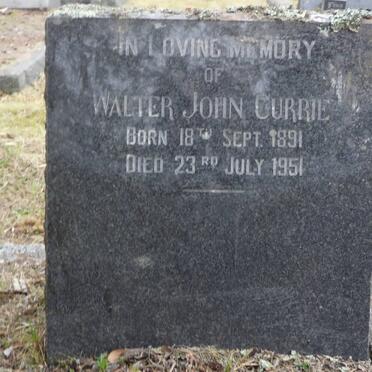 IN LOVING MEMORY
OF
WALTER JOHN CURRIE
BORN 18TH SEPT. 1891
DIED 23RD JULY 1951